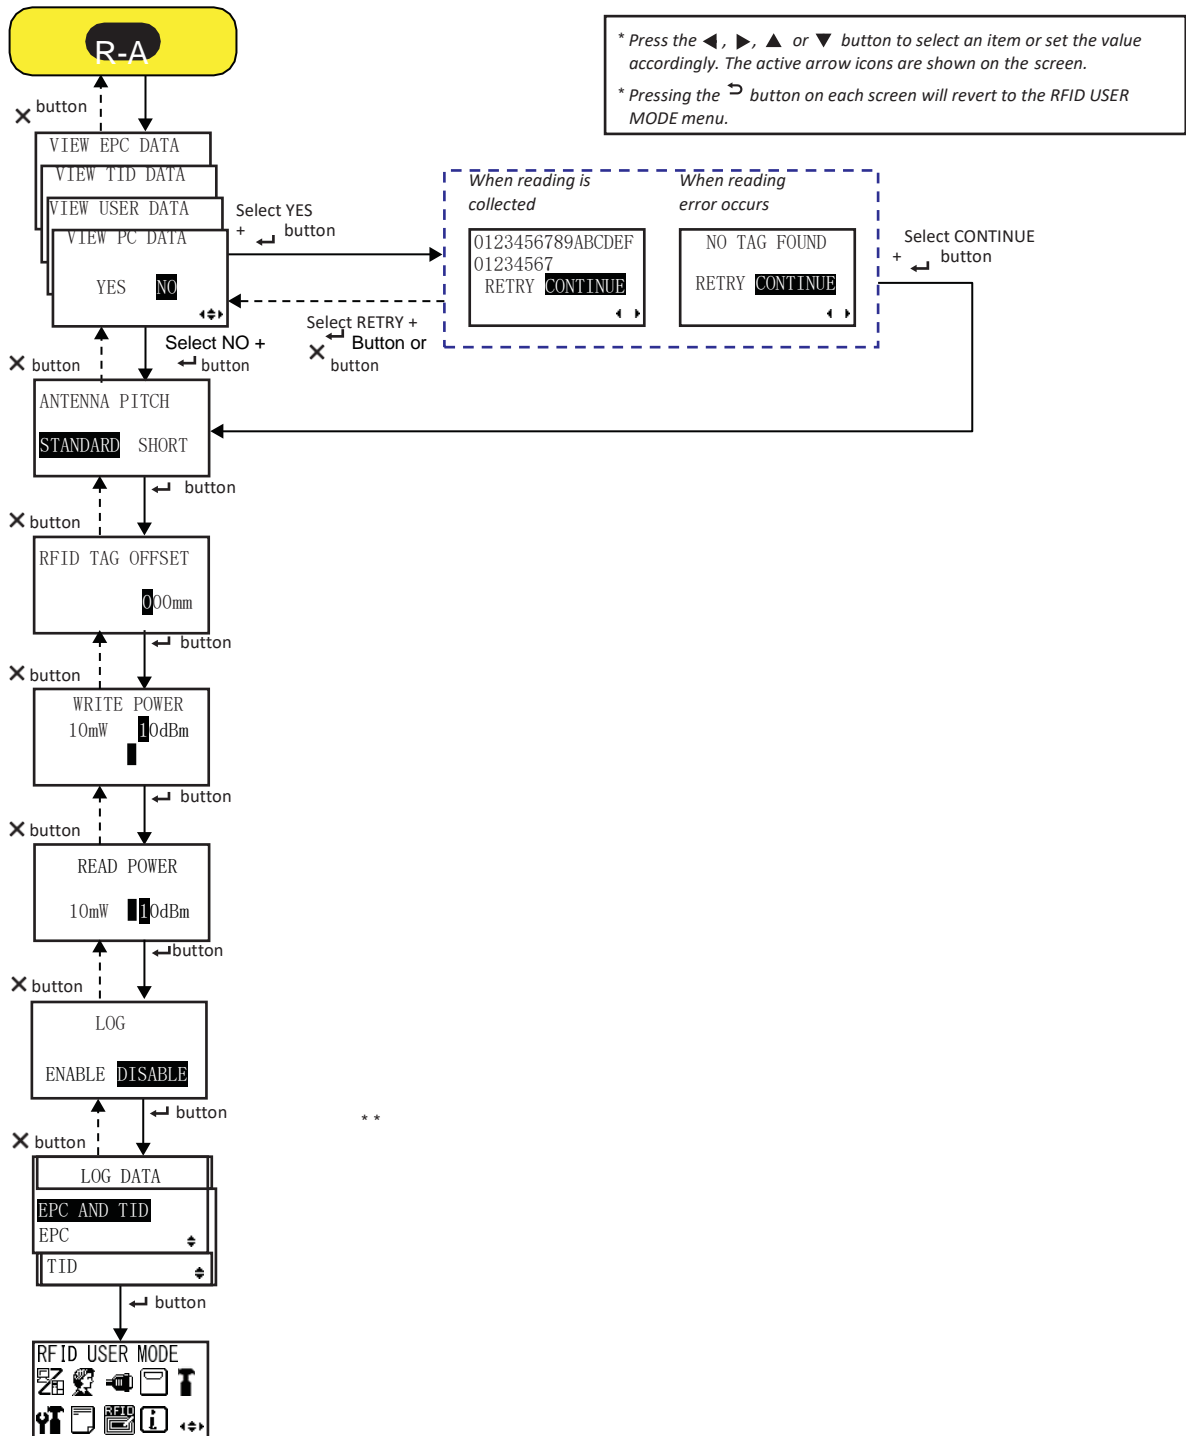 R-A
* Press the ◀, ▶, ▲ or ▼ button to select an item or set the value
accordingly. The active arrow icons are shown on the screen.
* Pressing the ⮌ button on each screen will revert to the RFID USER
MODE menu.
✕ button
VIEW EPC DATA
VIEW TID DATA
VIEW USER DATA
VIEW PC DATA
YES NO
Select YES
+ ↵ button
When reading is
collected
0123456789ABCDEF
01234567
RETRY CONTINUE
When reading
error occurs
NO TAG FOUND
RETRY CONTINUE
Select CONTINUE
+ ↵ button
Select RETRY +
↵ Button or
✕ button
Select NO +
↵ button
✕ button
ANTENNA PITCH
STANDARD SHORT
↵ button
✕ button
RFID TAG OFFSET
000mm
↵ button
✕ button
WRITE POWER
10mW 10dBm
↵ button
✕ button
READ POWER
10mW 10dBm
↵ button
✕ button
LOG
ENABLE DISABLE
↵ button
* *
✕ button
LOG DATA
EPC AND TID
EPC
TID
↵ button
RFID USER MODE
RFID
i